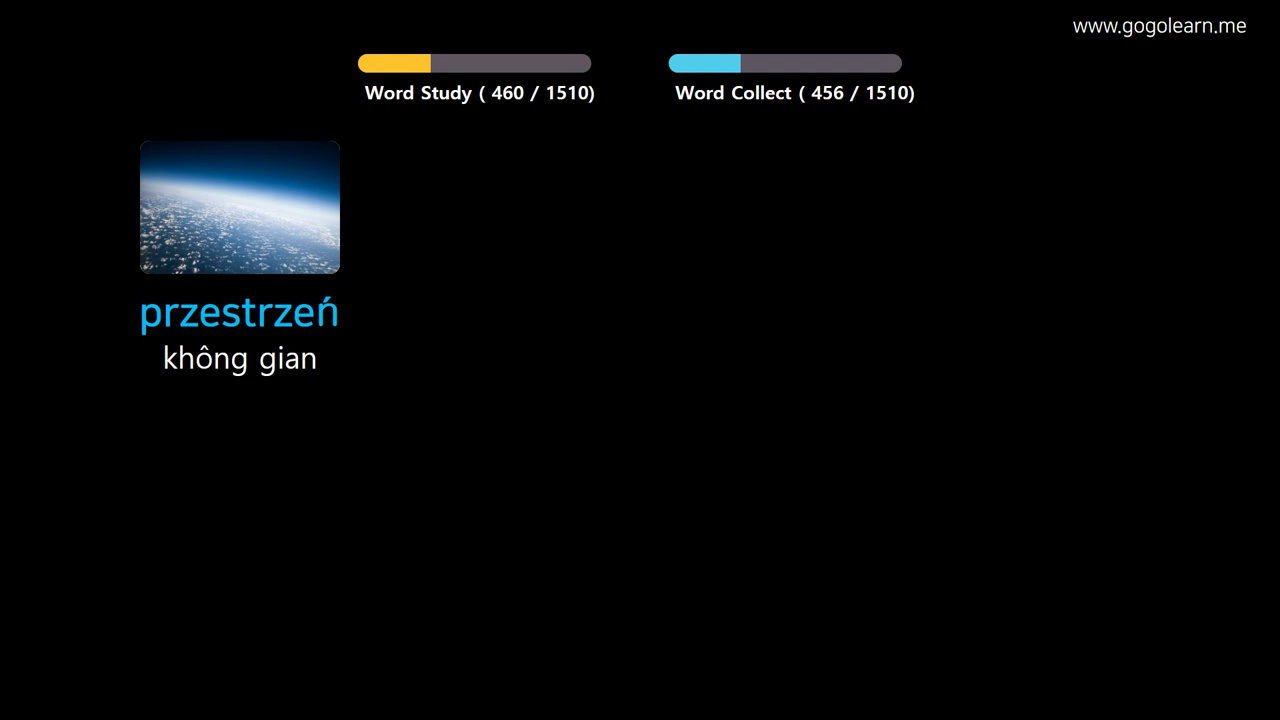 www.gogolearn.me
Word Study ( 460 / 1510)
Word Collect ( 456 / 1510)
przestrzeń
không gian